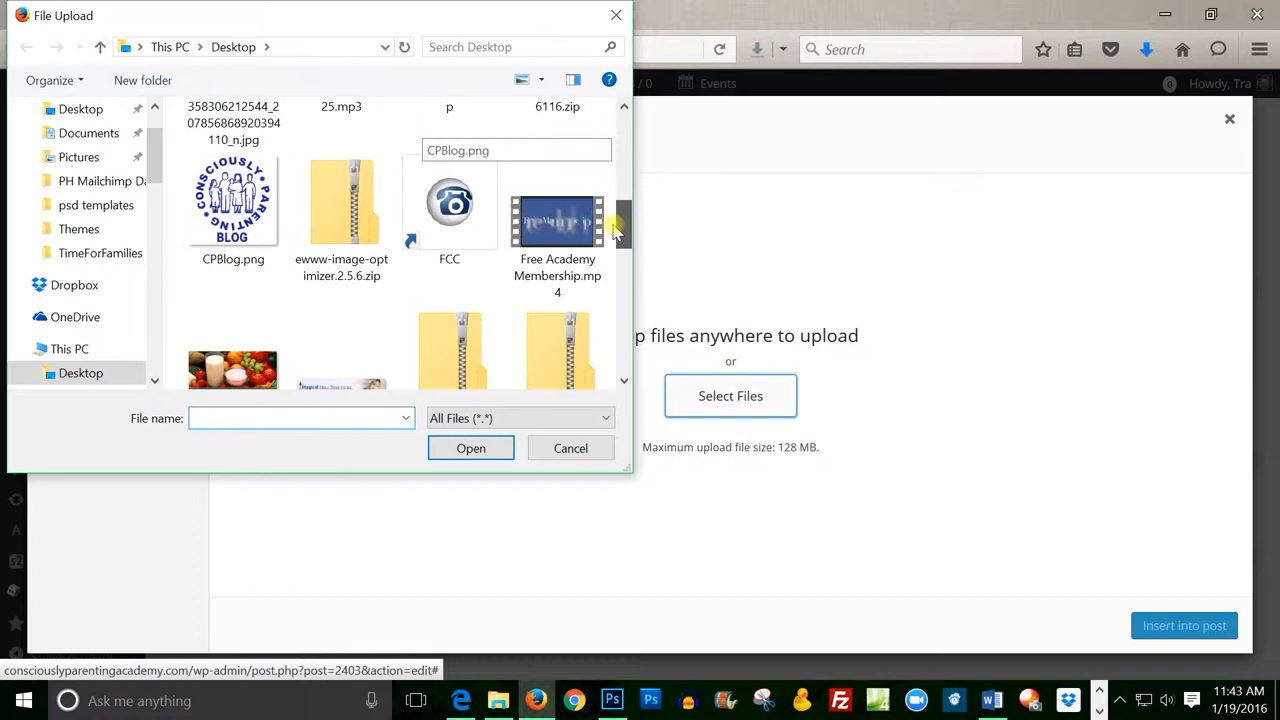 File Upload
This PC
Desktop
Search Desktop
Search
Organize
New folder
/ 0
Events
0
Howdy, Tra
Desktop
Documents
Pictures
PH Mailchimp Da
psd templates
Themes
TimeForFamilies
Dropbox
OneDrive
This PC
Desktop
358306212544_2
07856868920394
110_n.jpg
25.mp3
p
6116.zip
CPBlog.png
CONSCIOUSLY
PARENTING
BLOG
CPBlog.png
ewww-image-opt
imizer.2.5.6.zip
FCC
Free Academy
Membership.mp
4
File name:
All Files (*.*)
Open
Cancel
p files anywhere to upload
or
Select Files
Maximum upload file size: 128 MB.
Insert into post
consciouslyparentingacademy.com/wp-admin/post.php?post=2403&action=edit#
Ask me anything
11:43 AM
1/19/2016